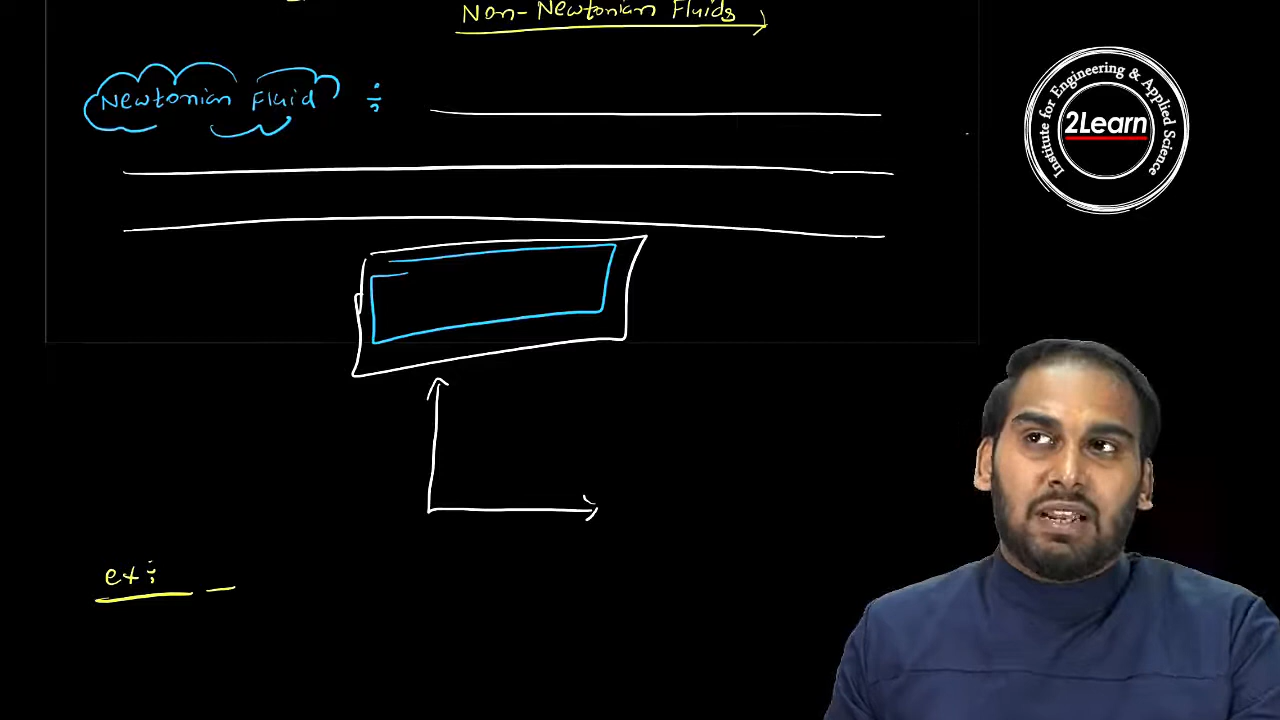 Non-Newtonian Fluids
Newtonian Fluid :
Institute for Engineering & Applied Science
2Learn
ex: